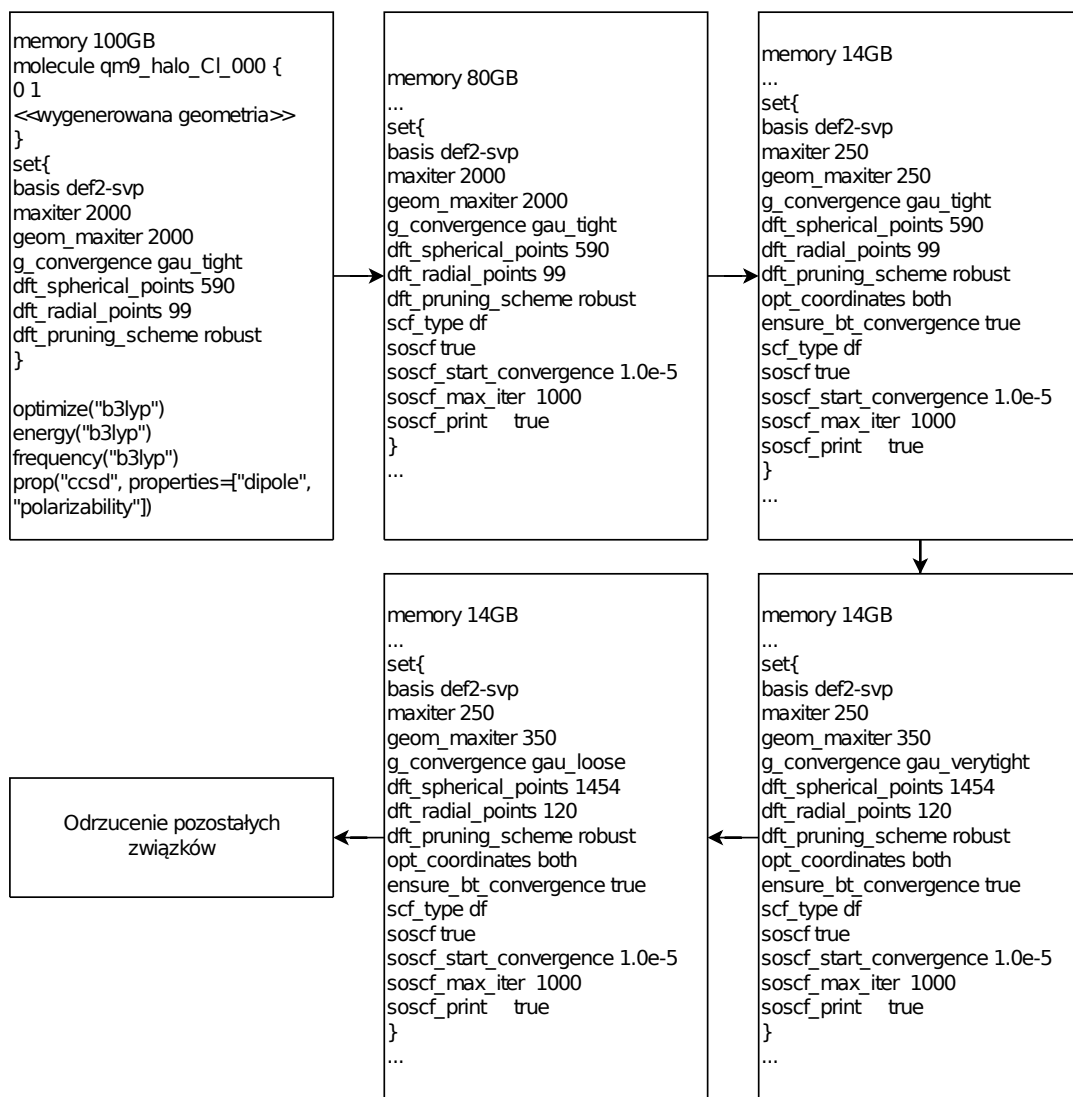 memory 100GB
molecule qm9_halo_Cl_000 {
0 1
<<wygenerowana geometria>>
}
set{
basis def2-svp
maxiter 2000
geom_maxiter 2000
g_convergence gau_tight
dft_spherical_points 590
dft_radial_points 99
dft_pruning_scheme robust
}
optimize("b3lyp")
energy("b3lyp")
frequency("b3lyp")
prop("ccsd", properties=["dipole",
"polarizability"])
memory 80GB
...
set{
basis def2-svp
maxiter 2000
geom_maxiter 2000
g_convergence gau_tight
dft_spherical_points 590
dft_radial_points 99
dft_pruning_scheme robust
scf_type df
soscf true
soscf_start_convergence 1.0e-5
soscf_max_iter 1000
soscf_print true
}
...
memory 14GB
...
set{
basis def2-svp
maxiter 250
geom_maxiter 250
g_convergence gau_tight
dft_spherical_points 590
dft_radial_points 99
dft_pruning_scheme robust
opt_coordinates both
ensure_bt_convergence true
scf_type df
soscf true
soscf_start_convergence 1.0e-5
soscf_max_iter 1000
soscf_print true
}
...
memory 14GB
...
set{
basis def2-svp
maxiter 250
geom_maxiter 350
g_convergence gau_verytight
dft_spherical_points 1454
dft_radial_points 120
dft_pruning_scheme robust
opt_coordinates both
ensure_bt_convergence true
scf_type df
soscf true
soscf_start_convergence 1.0e-5
soscf_max_iter 1000
soscf_print true
}
...
memory 14GB
...
set{
basis def2-svp
maxiter 250
geom_maxiter 350
g_convergence gau_loose
dft_spherical_points 1454
dft_radial_points 120
dft_pruning_scheme robust
opt_coordinates both
ensure_bt_convergence true
scf_type df
soscf true
soscf_start_convergence 1.0e-5
soscf_max_iter 1000
soscf_print true
}
...
Odrzucenie pozostałych
związków